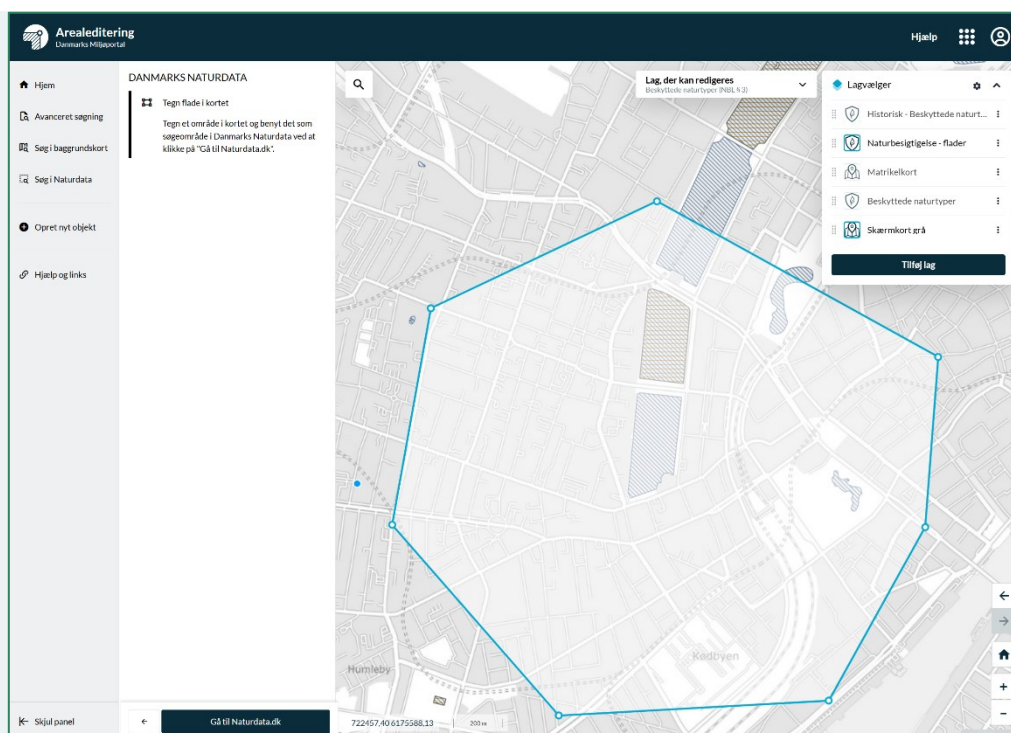 Arealeditering
Danmarks Miljøportal
Hjælp
Hjem
Avanceret søgning
Søg i baggrundskort
Søg i Naturdata
Opret nyt objekt
Hjælp og links
Skjul panel
DANMARKS NATURDATA
Tegn flade i kortet
Tegn et område i kortet og benyt det som
søgeområde i Danmarks Naturdata ved at
klikke på "Gå til Naturdata.dk".
Gå til Naturdata.dk
Lag, der kan redigeres
Beskyttede naturtyper (NBL § 3)
Lagvælger
Historisk - Beskyttede naturt...
Naturbesigtigelse - flader
Matrikelkort
Beskyttede naturtyper
Skærmkort grå
Tilføj lag
Humleby
Kødbyen
722457,40 6175588,13
200 m